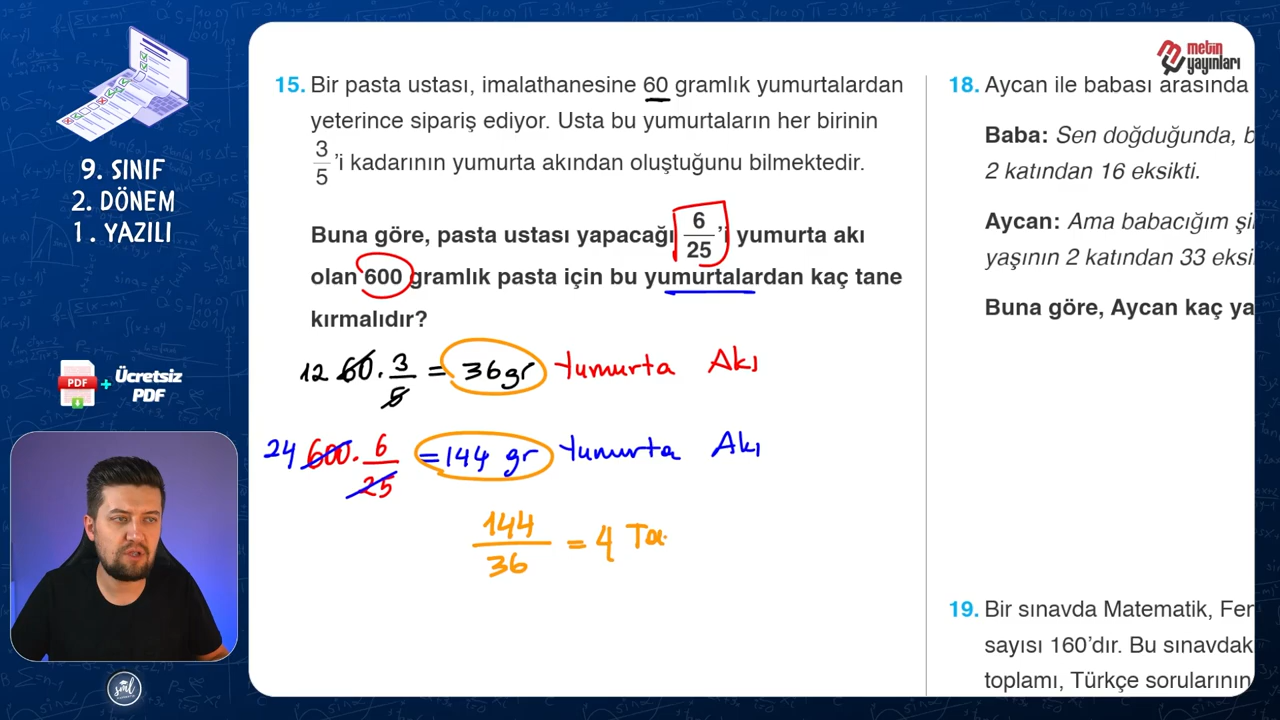 metin
yayınları
9. SINIF
2. DÖNEM
1. YAZILI
PDF + Ücretsiz
PDF
sml
15. Bir pasta ustası, imalathanesine 60 gramlık yumurtalardan
yeterince sipariş ediyor. Usta bu yumurtaların her birinin
3/5 'i kadarının yumurta akından oluştuğunu bilmektedir.
Buna göre, pasta ustası yapacağı 6/25 'i yumurta akı
olan 600 gramlık pasta için bu yumurtalardan kaç tane
kırmalıdır?
12 60 . 3/5 = 36gr Yumurta Akı
24 600 . 6/25 = 144 gr Yumurta Akı
144/36 = 4 Ta
18. Aycan ile babası arasında
Baba: Sen doğduğunda, b
2 katından 16 eksikti.
Aycan: Ama babacığım şi
yaşının 2 katından 33 eksi
Buna göre, Aycan kaç ya
19. Bir sınavda Matematik, Fer
sayısı 160'dır. Bu sınavdak
toplamı, Türkçe sorularının